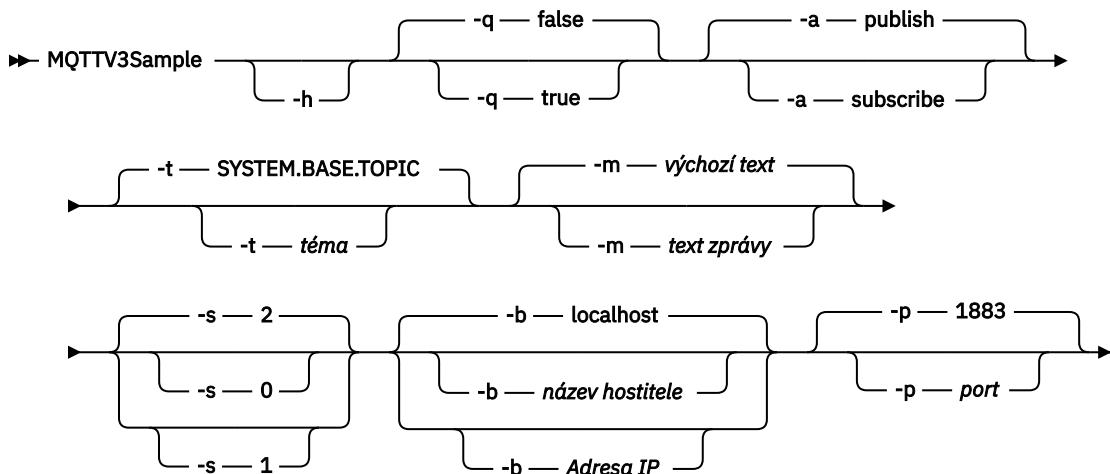 -q false
-a publish
MQTTV3Sample
-h
-q true
-a subscribe
-t SYSTEM.BASE.TOPIC
-m výchozí text
-t téma
-m text zprávy
-s 2
-b localhost
-p 1883
-s 0
-b název hostitele
-p port
-s 1
-b Adresa IP